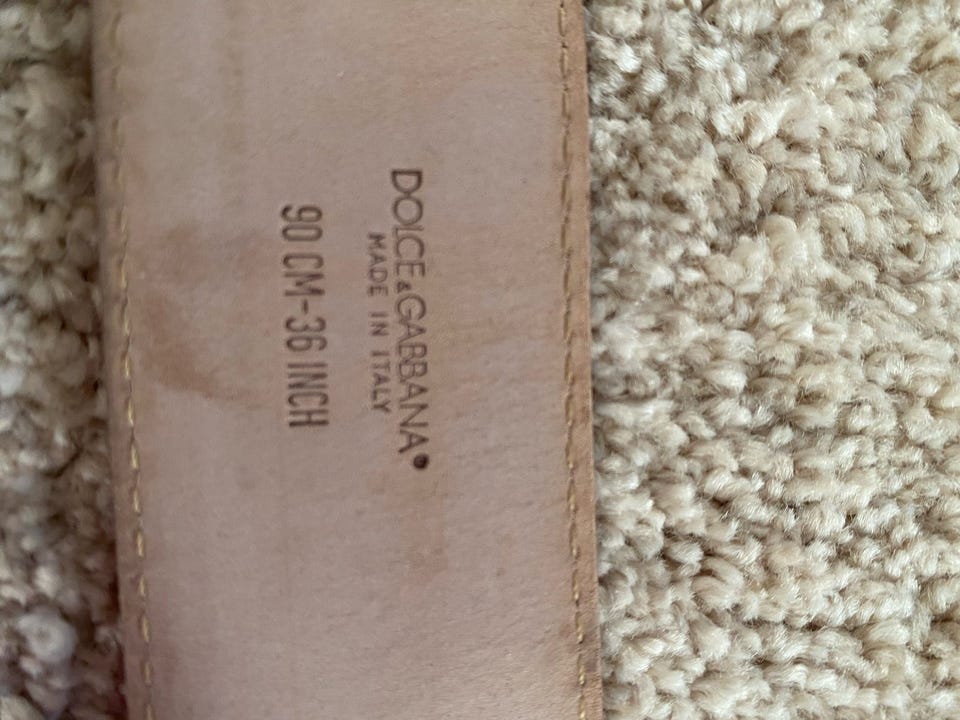 DOLCE&GABBANA
MADE IN ITALY
90 CM-36 INCH